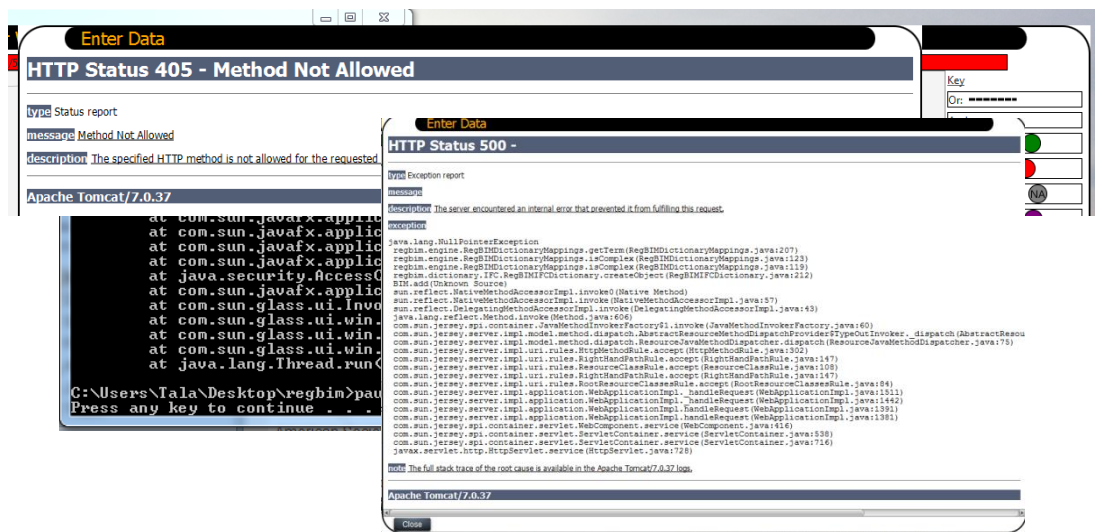 Enter Data
HTTP Status 405 - Method Not Allowed
type Status report
message Method Not Allowed
description The specified HTTP method is not allowed for the requested
Apache Tomcat/7.0.37
Key
Or:
NA
at com.sun.javafx.applic
at com.sun.javafx.applic
at com.sun.javafx.applic
at java.security.AccessC
at com.sun.javafx.applic
at com.sun.glass.ui.Invo
at com.sun.glass.ui.win.
at com.sun.glass.ui.win.
at com.sun.glass.ui.win.
at java.lang.Thread.run<
C:\Users\Tala\Desktop\regbim>pau
Press any key to continue . . .
Enter Data
HTTP Status 500 -
type Exception report
message
description The server encountered an internal error that prevented it from fulfilling this request.
exception
java.lang.NullPointerException
regbim.engine.RegBIMDictionaryMappings.getTerm(RegBIMDictionaryMappings.java:207)
regbim.engine.RegBIMDictionaryMappings.isComplex(RegBIMDictionaryMappings.java:123)
regbim.engine.RegBIMDictionaryMappings.isComplex(RegBIMDictionaryMappings.java:119)
regbim.dictionary.IFC.RegBIMIFCDictionary.createObject(RegBIMIFCDictionary.java:212)
BIM.add(Unknown Source)
sun.reflect.NativeMethodAccessorImpl.invoke0(Native Method)
sun.reflect.NativeMethodAccessorImpl.invoke(NativeMethodAccessorImpl.java:57)
sun.reflect.DelegatingMethodAccessorImpl.invoke(DelegatingMethodAccessorImpl.java:43)
java.lang.reflect.Method.invoke(Method.java:606)
com.sun.jersey.spi.container.JavaMethodInvokerFactory$1.invoke(JavaMethodInvokerFactory.java:60)
com.sun.jersey.server.impl.model.method.dispatch.AbstractResourceMethodDispatchProvider$TypeOutInvoker._dispatch(AbstractResou
com.sun.jersey.server.impl.model.method.dispatch.ResourceJavaMethodDispatcher.dispatch(ResourceJavaMethodDispatcher.java:75)
com.sun.jersey.server.impl.uri.rules.HttpMethodRule.accept(HttpMethodRule.java:302)
com.sun.jersey.server.impl.uri.rules.RightHandPathRule.accept(RightHandPathRule.java:147)
com.sun.jersey.server.impl.uri.rules.ResourceClassRule.accept(ResourceClassRule.java:108)
com.sun.jersey.server.impl.uri.rules.RightHandPathRule.accept(RightHandPathRule.java:147)
com.sun.jersey.server.impl.uri.rules.RootResourceClassesRule.accept(RootResourceClassesRule.java:84)
com.sun.jersey.server.impl.application.WebApplicationImpl._handleRequest(WebApplicationImpl.java:1511)
com.sun.jersey.server.impl.application.WebApplicationImpl._handleRequest(WebApplicationImpl.java:1442)
com.sun.jersey.server.impl.application.WebApplicationImpl.handleRequest(WebApplicationImpl.java:1391)
com.sun.jersey.server.impl.application.WebApplicationImpl.handleRequest(WebApplicationImpl.java:1381)
com.sun.jersey.spi.container.servlet.WebComponent.service(WebComponent.java:416)
com.sun.jersey.spi.container.servlet.ServletContainer.service(ServletContainer.java:538)
com.sun.jersey.spi.container.servlet.ServletContainer.service(ServletContainer.java:716)
javax.servlet.http.HttpServlet.service(HttpServlet.java:728)
note The full stack trace of the root cause is available in the Apache Tomcat/7.0.37 logs.
Apache Tomcat/7.0.37
Close